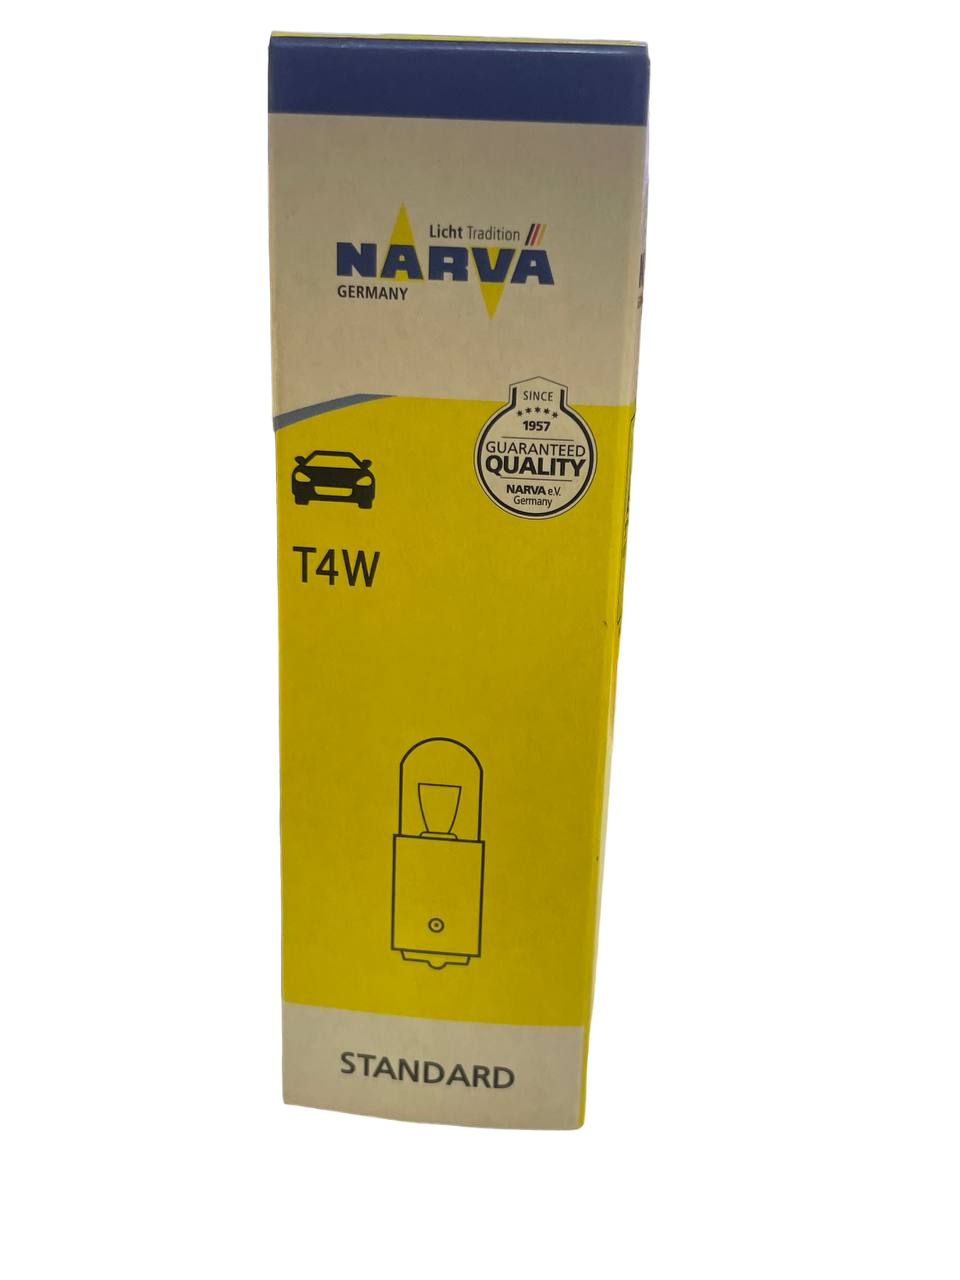 Licht Tradition
NARVA
GERMANY
SINCE
1957
GUARANTEED
QUALITY
NARVA e.V.
Germany
T4W
STANDARD